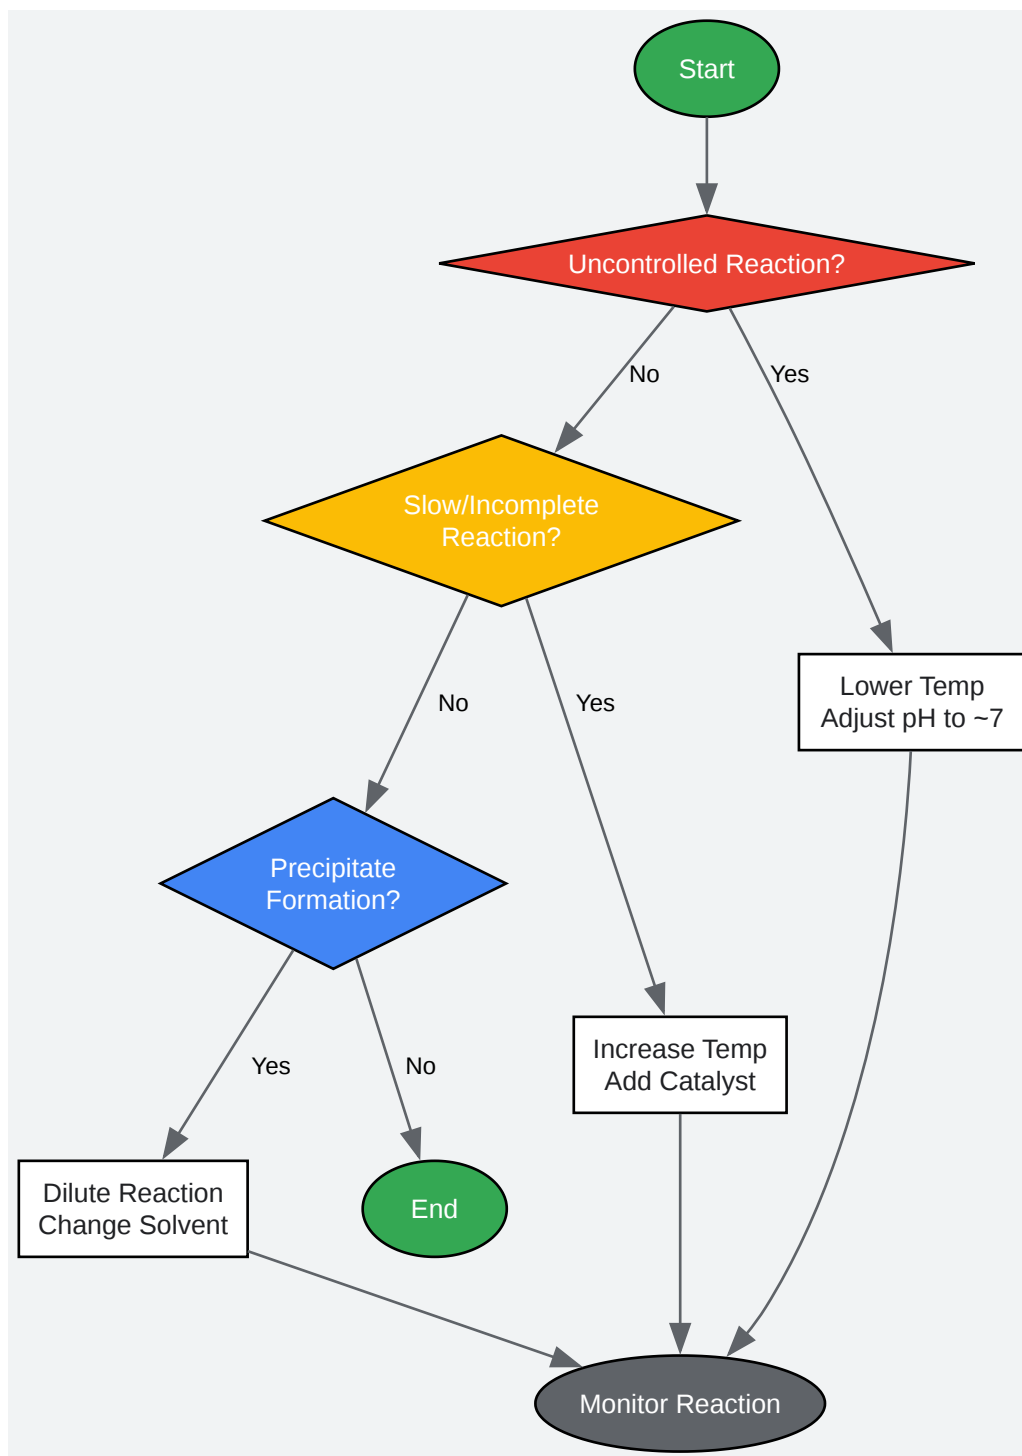 Start
Uncontrolled Reaction?
No
Yes
Slow/Incomplete
Reaction?
Lower Temp
Adjust pH to ~7
No
Yes
Precipitate
Formation?
Increase Temp
Add Catalyst
Yes
No
Dilute Reaction
Change Solvent
End
Monitor Reaction